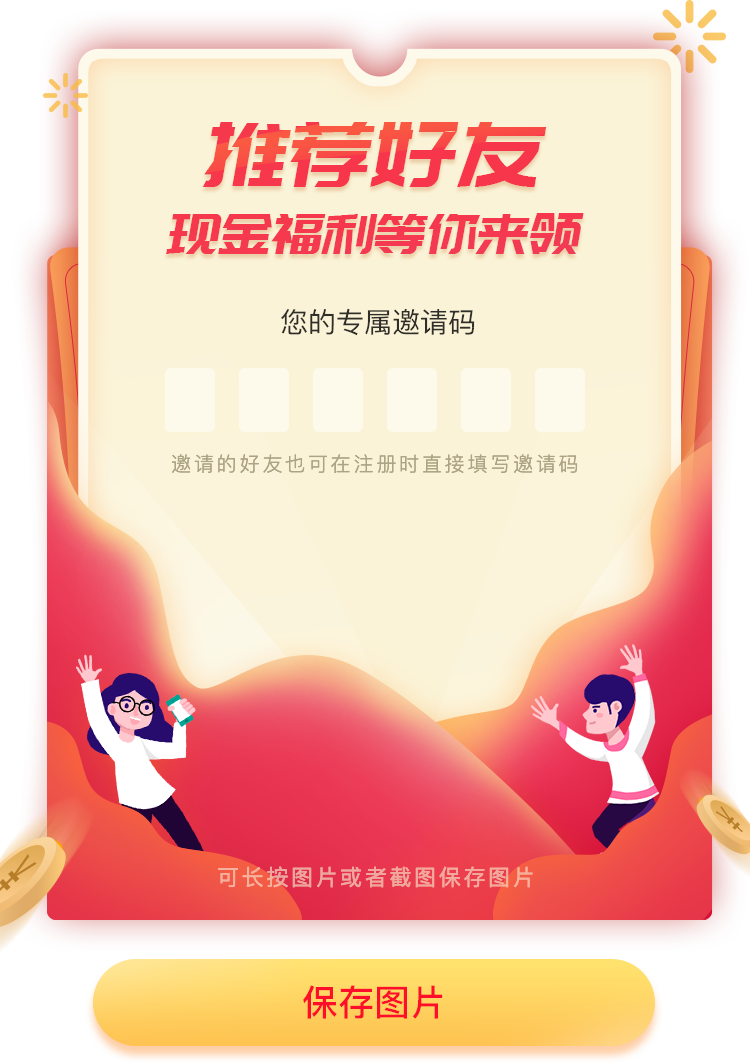 推荐好友
现金福利等你来领
您的专属邀请码
邀请的好友也可在注册时直接填写邀请码
可长按图片或者截图保存图片
保存图片